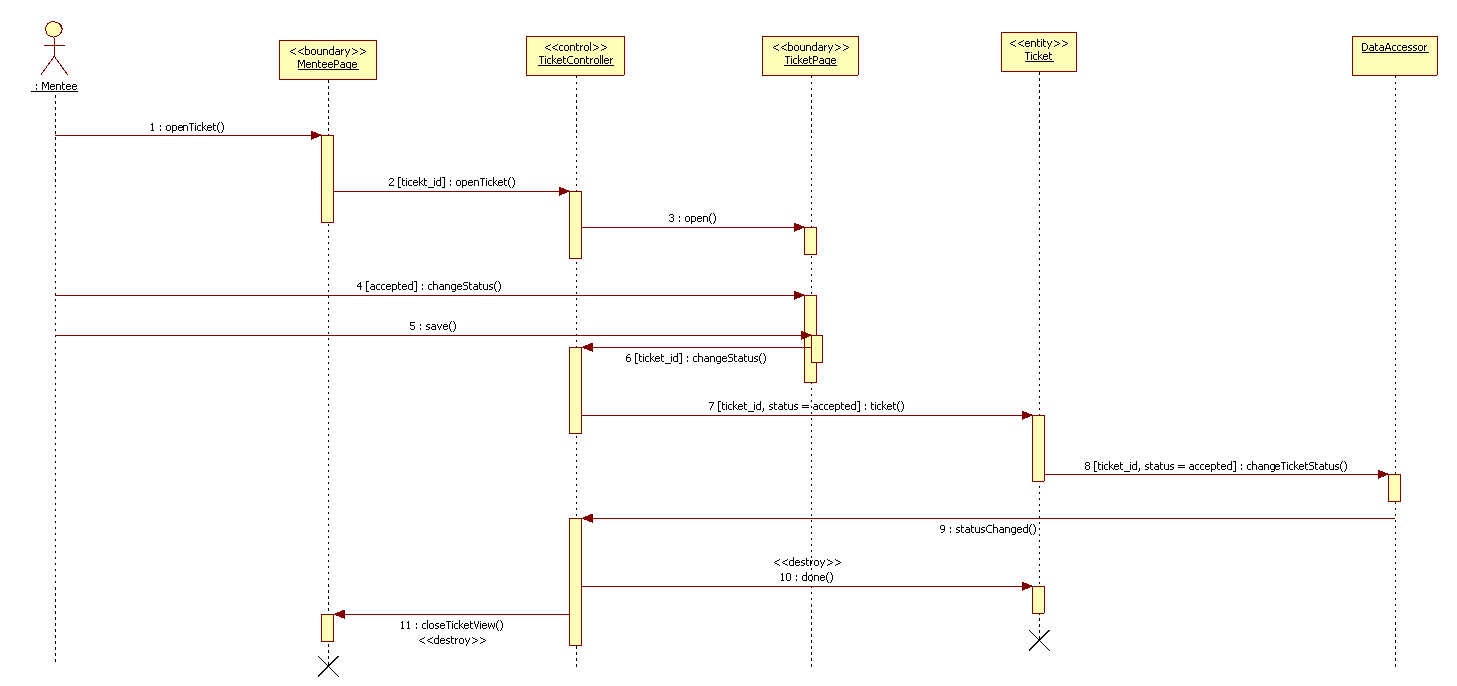 : Mentee
<<boundary>>
MenteePage
<<control>>
TicketController
<<boundary>>
TicketPage
<<entity>>
Ticket
DataAccessor
1 : openTicket()
2 [ticekt_id] : openTicket()
3 : open()
4 [accepted] : changeStatus()
5 : save()
6 [ticket_id] : changeStatus()
7 [ticket_id, status = accepted] : ticket()
8 [ticket_id, status = accepted] : changeTicketStatus()
9 : statusChanged()
<<destroy>>
10 : done()
11 : closeTicketView()
<<destroy>>